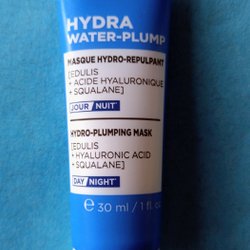 HYDRA
WATER-PLUMP
MASQUE HYDRO-REPULPANT
[EDULIS
+ ACIDE HYALURONIQUE
+ SQUALANE]
JOUR/NUIT
HYDRO-PLUMPING MASK
[EDULIS
+ HYALURONIC ACID
+ SQUALANE]
DAY/NIGHT
℮ 30 ml / 1 fl. oz